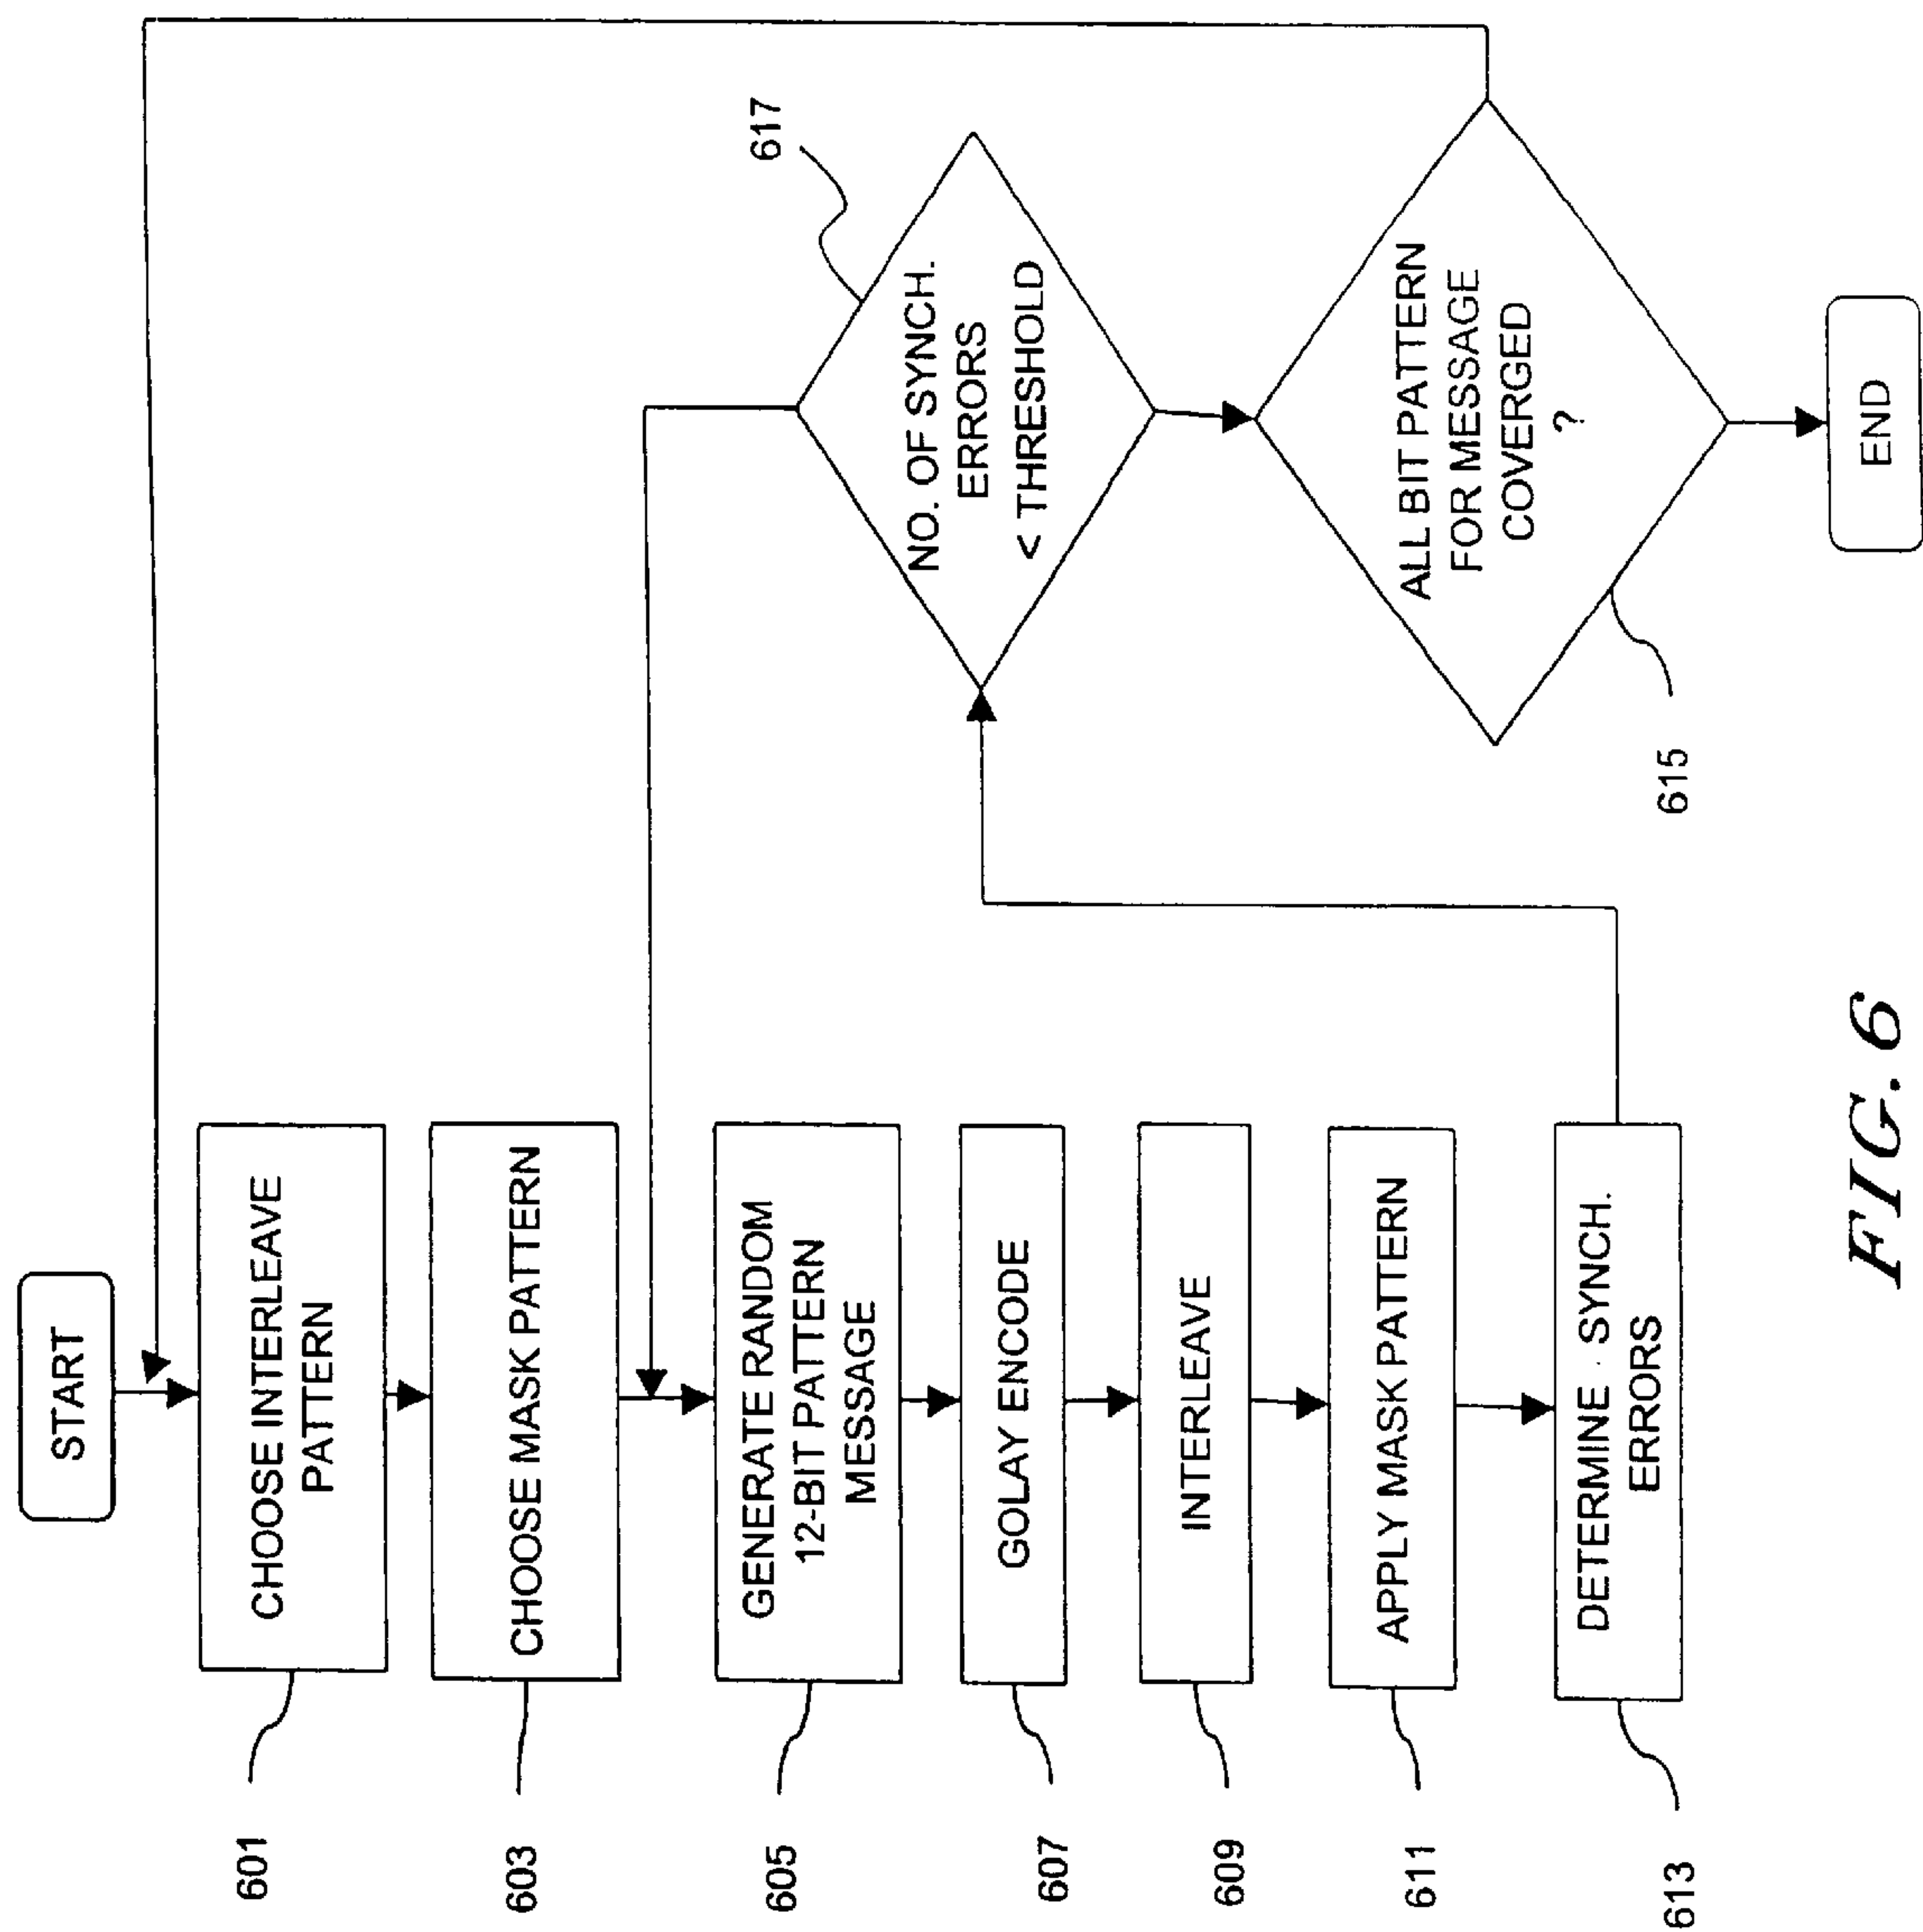 START
601
CHOOSE INTERLEAVE
PATTERN
603
CHOOSE MASK PATTERN
605
GENERATE RANDOM
12-BIT PATTERN
MESSAGE
607
GOLAY ENCODE
609
INTERLEAVE
611
APPLY MASK PATTERN
613
DETERMINE SYNCH.
ERRORS
617
NO. OF SYNCH.
ERRORS
< THRESHOLD
615
ALL BIT PATTERN
FOR MESSAGE
COVERGED
?
END
FIG. 6